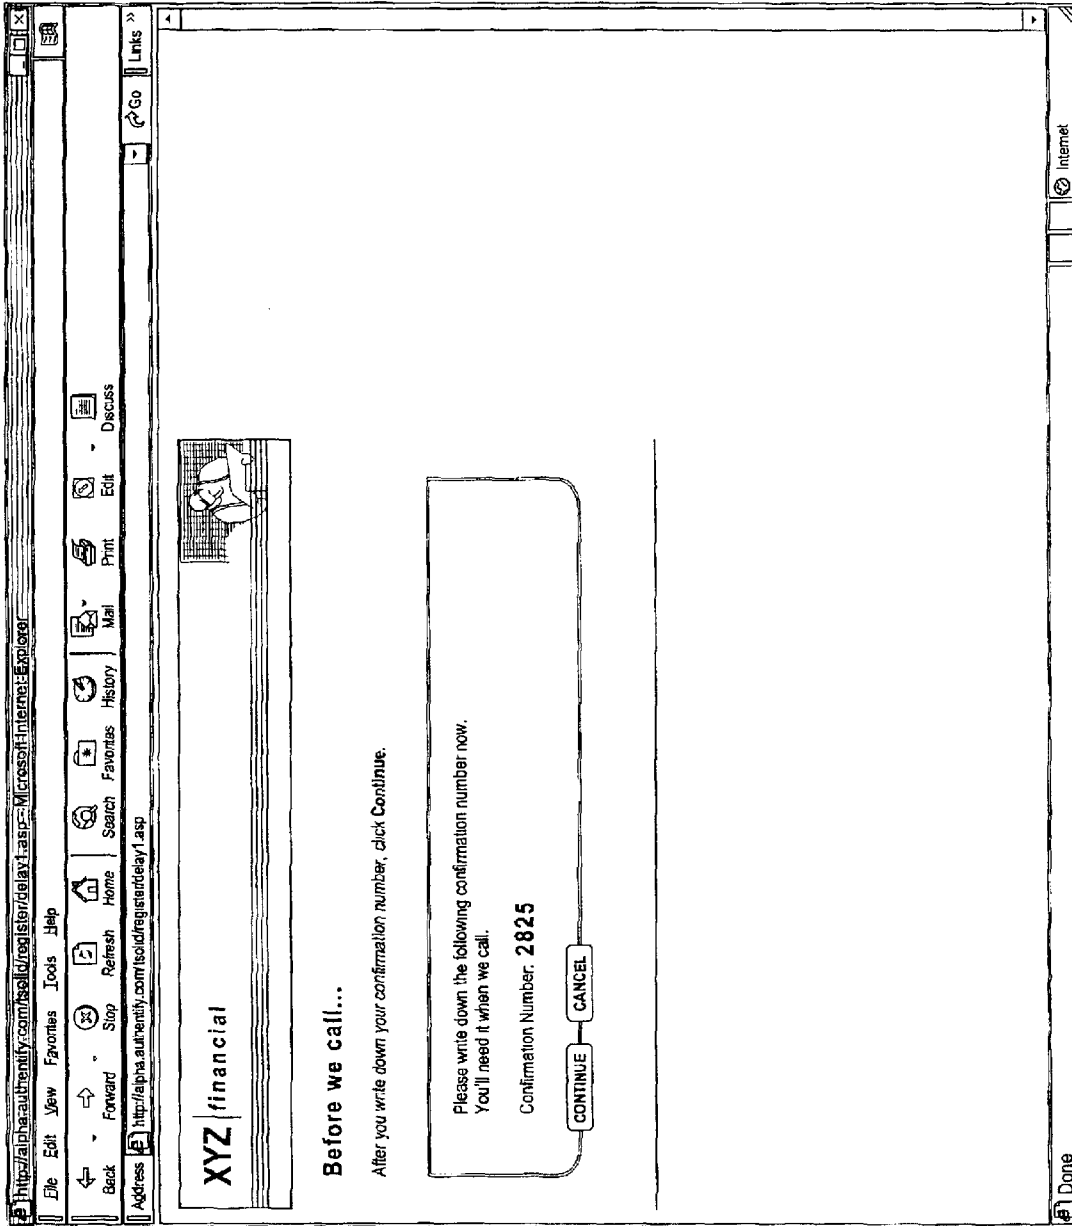 http://alpha.authentify.com/tsolid/register/delay1.asp - Microsoft Internet Explorer
File Edit View Favorites Tools Help
Back Forward Stop Refresh Home Search Favorites History Mail Print Edit Discuss
Address http://alpha.authentify.com/tsolid/register/delay1.asp Go Links »
XYZ financial
Before we call...
After you write down your confirmation number, click Continue.
Please write down the following confirmation number now.
You'll need it when we call.
Confirmation Number: 2825
CONTINUE CANCEL
Done Internet